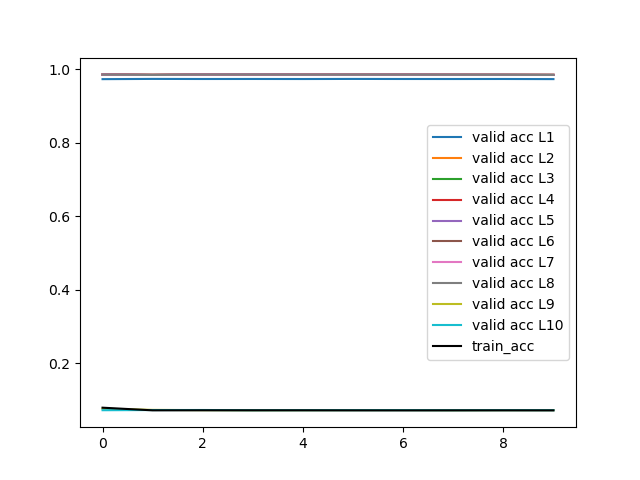 1.0
0.8
0.6
0.4
0.2
0 2 4 6 8
valid acc L1
valid acc L2
valid acc L3
valid acc L4
valid acc L5
valid acc L6
valid acc L7
valid acc L8
valid acc L9
valid acc L10
train_acc